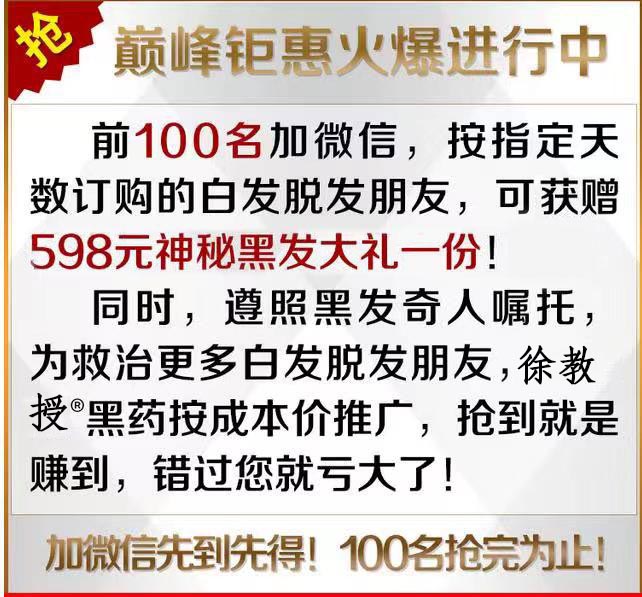 抢
巅峰钜惠火爆进行中
前100名加微信，按指定天
数订购的白发脱发朋友，可获赠
598元神秘黑发大礼一份！
同时，遵照黑发奇人嘱托，
为救治更多白发脱发朋友，徐教
授®黑药按成本价推广，抢到就是
赚到，错过您就亏大了！
加微信先到先得！100名抢完为止！